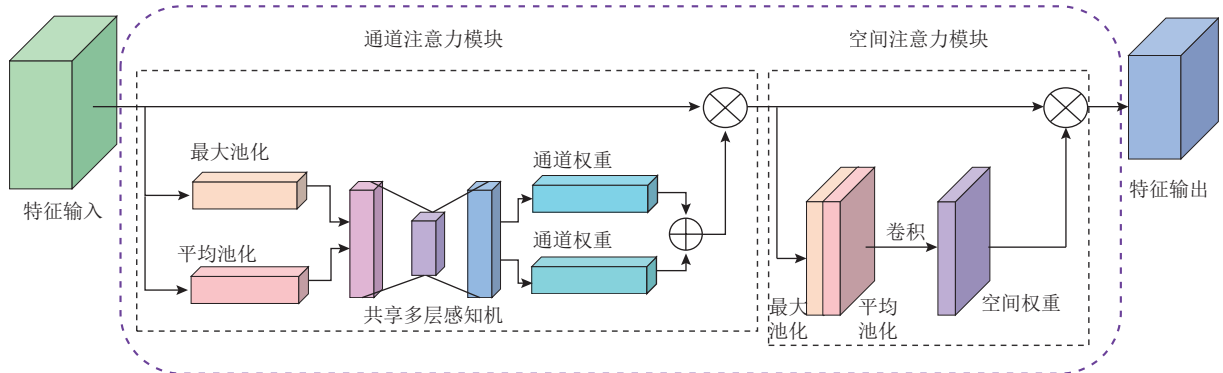 通道注意力模块
空间注意力模块
最大池化
通道权重
特征输入
特征输出
平均池化
通道权重
卷积
共享多层感知机
最大
池化
平均
池化
空间权重